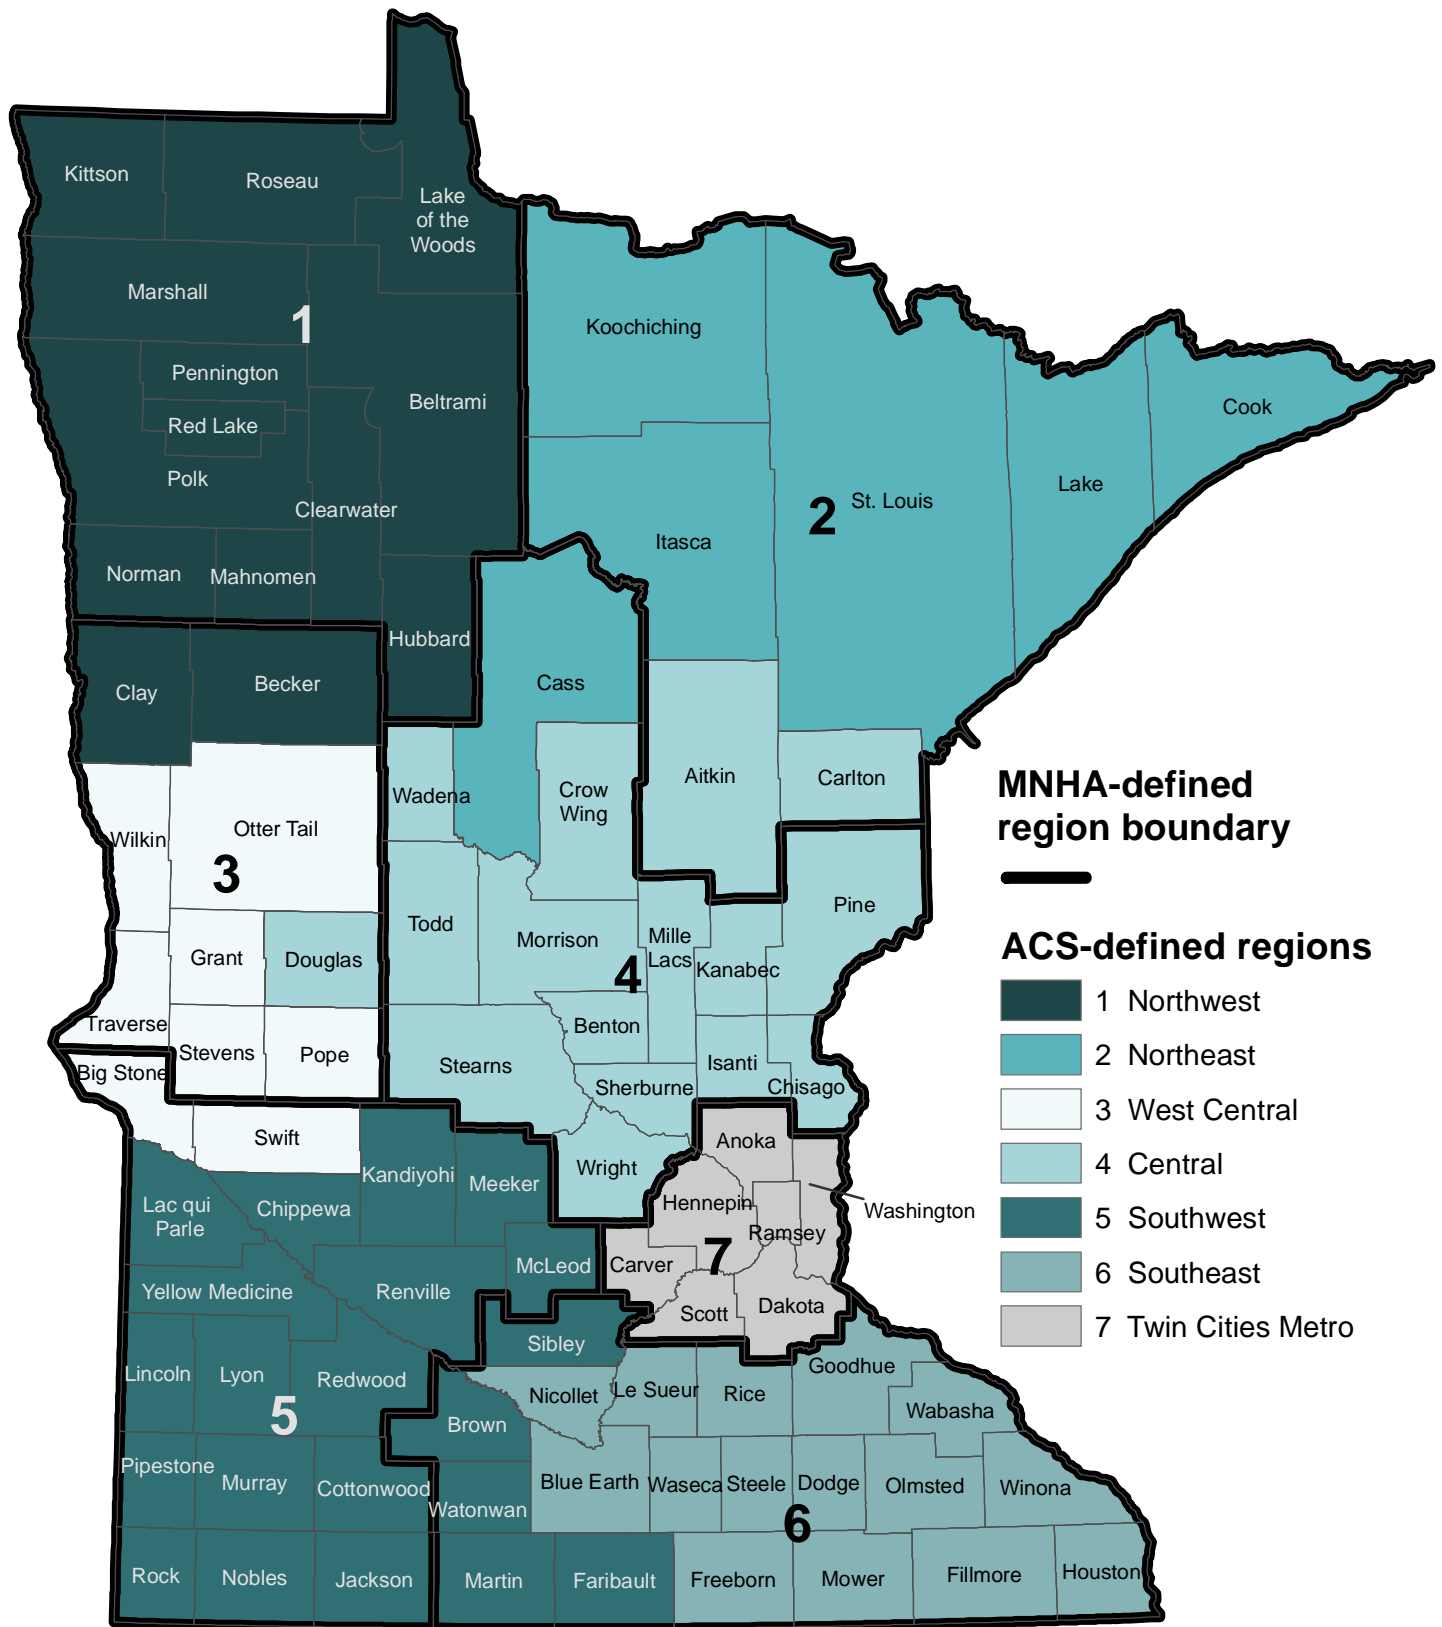 Kittson
Roseau
Lake
of the
Woods
Marshall
1
Koochiching
Pennington
Beltrami
Cook
Red Lake
Polk
Lake
St. Louis
2
Clearwater
Itasca
Norman
Mahnomen
Hubbard
Clay
Becker
Cass
Aitkin
Carlton
Wadena
Crow
Wing
Otter Tail
Wilkin
3
Pine
Todd
Morrison
Mille
Lacs
Grant
Douglas
4
Kanabec
Traverse
Benton
Stevens
Pope
Stearns
Isanti
Big Stone
Sherburne
Chisago
Swift
Anoka
Kandiyohi
Wright
Meeker
Lac qui
Parle
Chippewa
Hennepin
Washington
Ramsey
7
Carver
McLeod
Yellow Medicine
Renville
Scott
Dakota
Sibley
Goodhue
Lincoln
Lyon
Redwood
Nicollet
Le Sueur
Rice
5
Brown
Wabasha
Pipestone
Murray
Cottonwood
Blue Earth
Waseca
Steele
Dodge
Olmsted
Winona
Watonwan
6
Rock
Nobles
Jackson
Martin
Faribault
Freeborn
Mower
Fillmore
Houston
MNHA-defined
region boundary
ACS-defined regions
1 Northwest
2 Northeast
3 West Central
4 Central
5 Southwest
6 Southeast
7 Twin Cities Metro